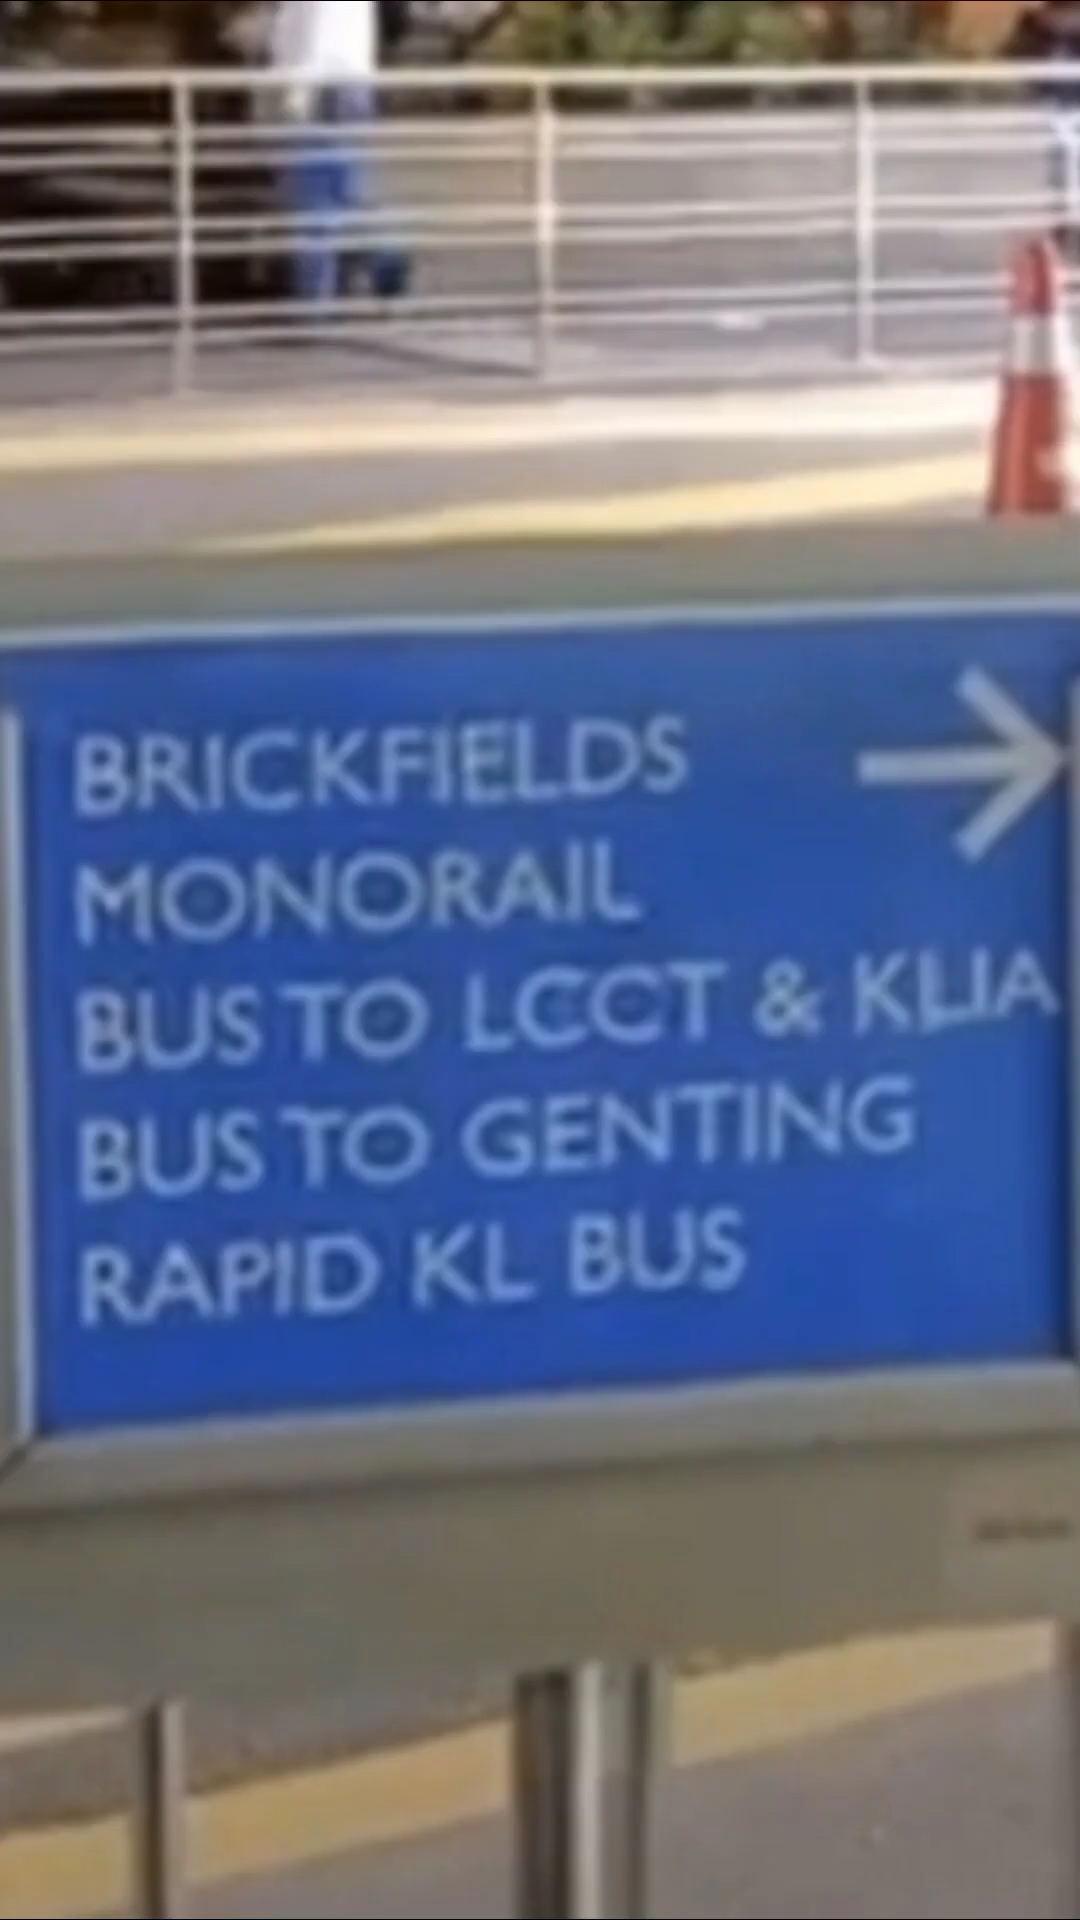 BRICKFIELDS
MONORAIL
BUS TO LCCT & KLIA
BUS TO GENTING
RAPID KL BUS